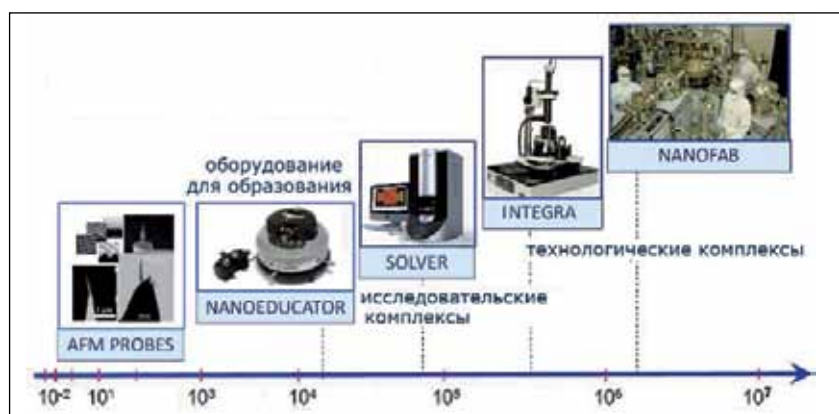 NANOFAB
оборудование
для образования
INTEGRA
SOLVER
технологические комплексы
NANOEDUCATOR
исследовательские
комплексы
AFM PROBES
10-2 10¹ 10³ 10⁴ 10⁵ 10⁶ 10⁷